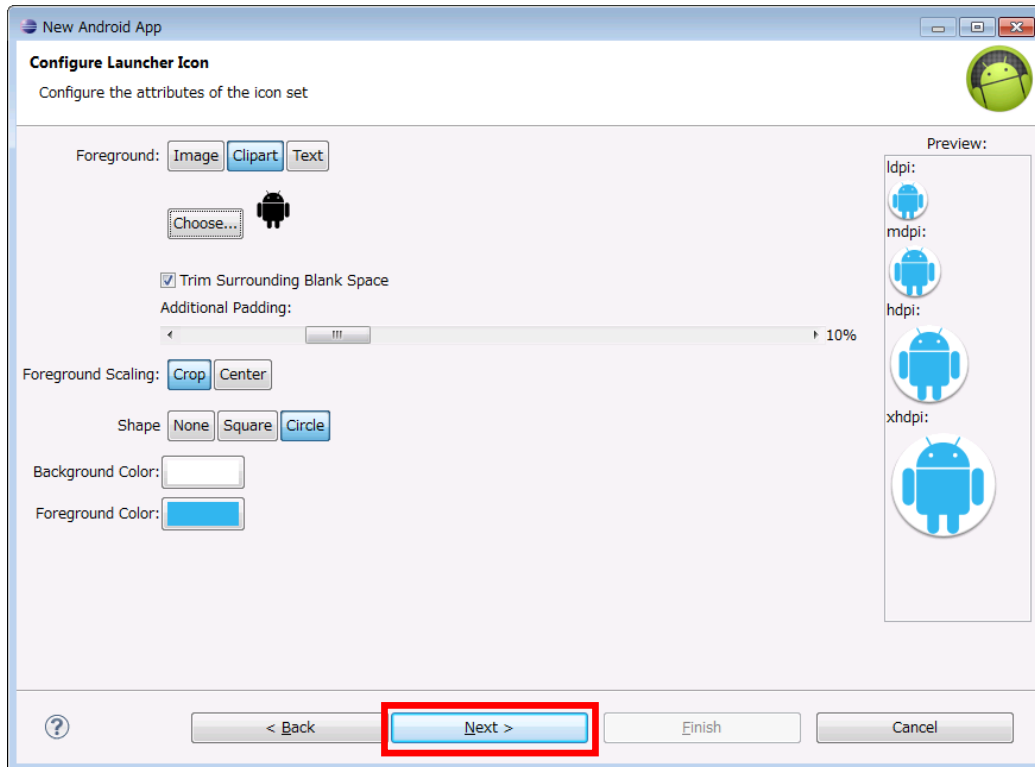 New Android App
Configure Launcher Icon
Configure the attributes of the icon set
Foreground: Image Clipart Text
Choose...
Trim Surrounding Blank Space
Additional Padding:
10%
Foreground Scaling: Crop Center
Shape None Square Circle
Background Color:
Foreground Color:
Preview:
ldpi:
mdpi:
hdpi:
xhdpi:
< Back Next > Finish Cancel